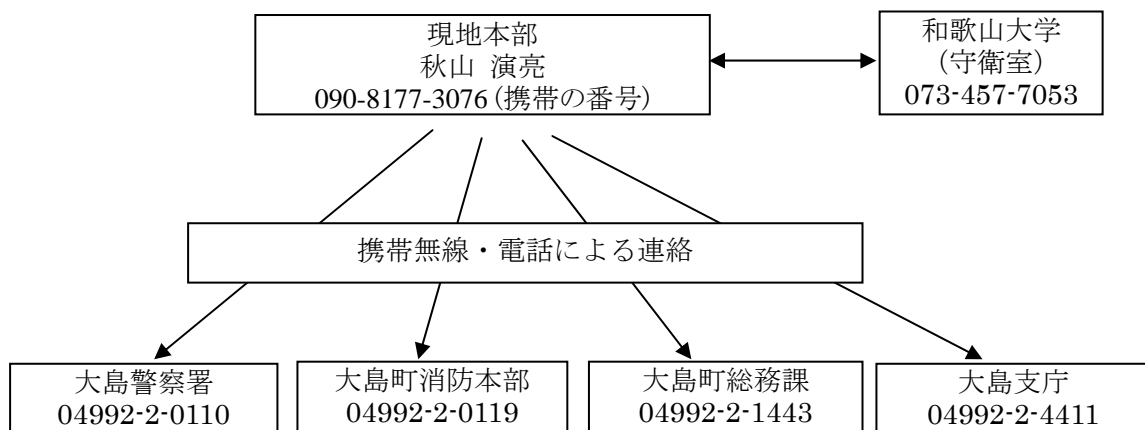 現地本部
秋山 演亮
090-8177-3076(携帯の番号)
和歌山大学
(守衛室)
073-457-7053
携帯無線・電話による連絡
大島警察署
04992-2-0110
大島町消防本部
04992-2-0119
大島町総務課
04992-2-1443
大島支庁
04992-2-4411